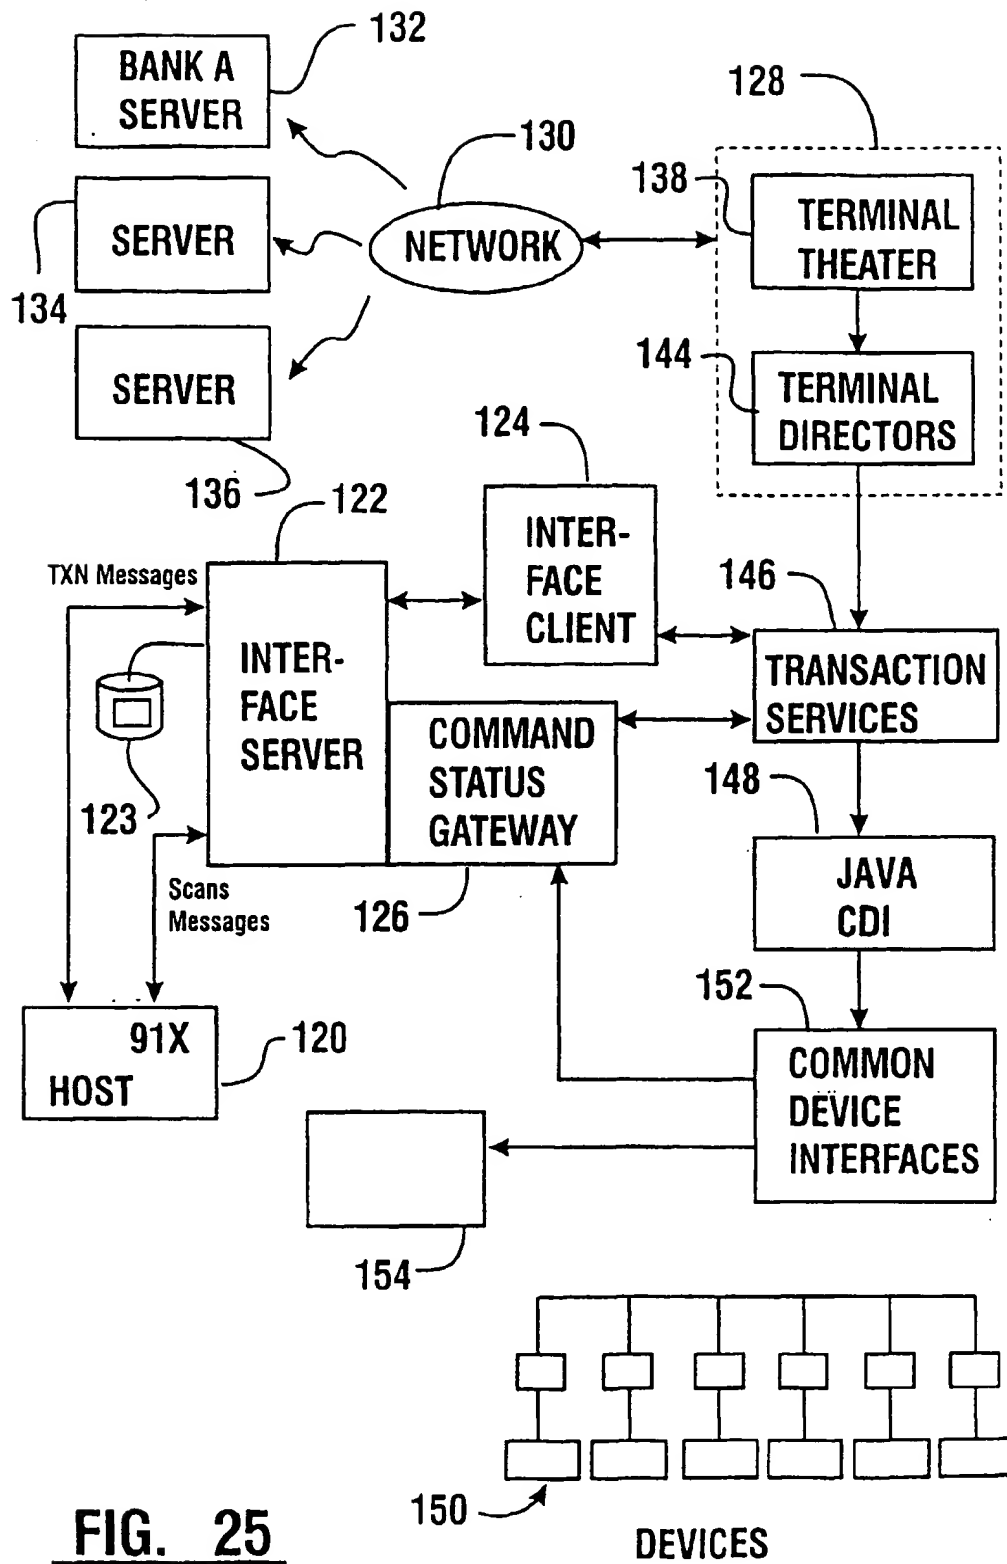 132
BANK A
SERVER
128
130
138
TERMINAL
THEATER
SERVER
NETWORK
134
144
SERVER
TERMINAL
DIRECTORS
124
136
122
INTER-
FACE
CLIENT
TXN Messages
146
INTER-
FACE
SERVER
TRANSACTION
SERVICES
COMMAND
STATUS
GATEWAY
123
148
Scans
Messages
126
JAVA
CDI
152
91X
HOST
120
COMMON
DEVICE
INTERFACES
154
150
DEVICES
FIG. 25